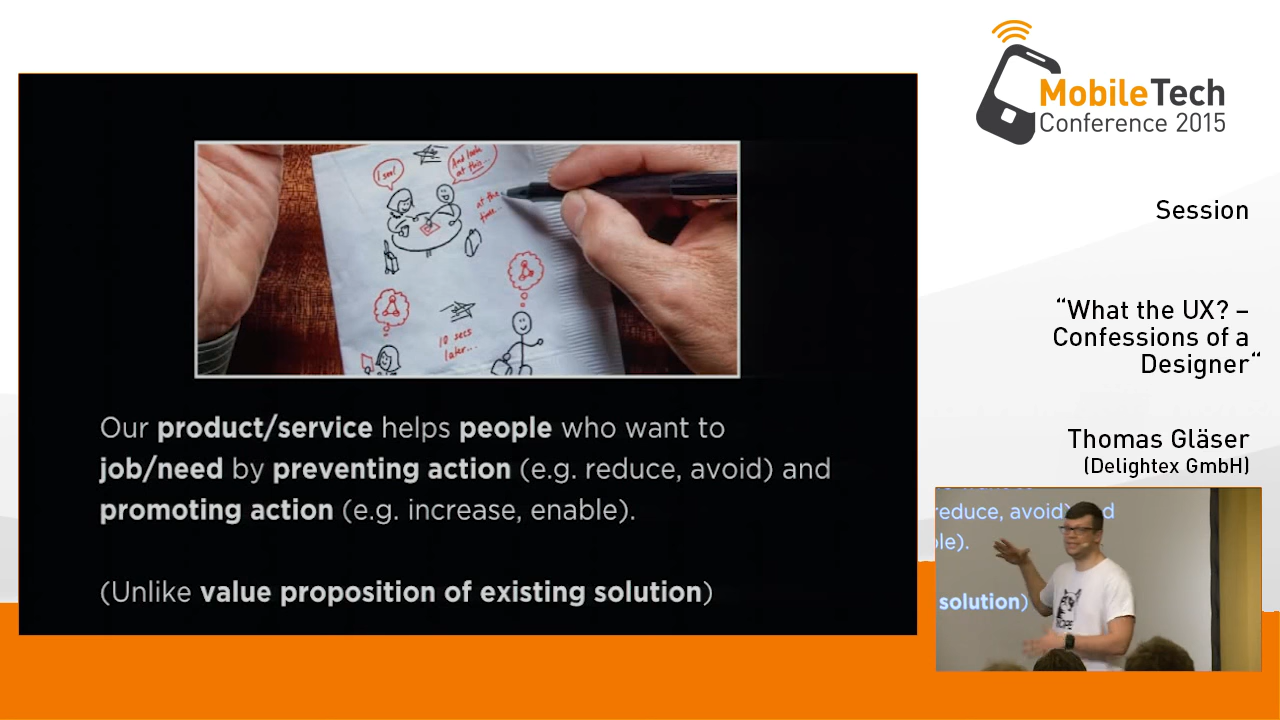 I see!
And look
at this...
at the
time...
10 secs
later...
Our product/service helps people who want to
job/need by preventing action (e.g. reduce, avoid) and
promoting action (e.g. increase, enable).
(Unlike value proposition of existing solution)
MobileTech
Conference 2015
Session
“What the UX? –
Confessions of a
Designer“
Thomas Gläser
(Delightex GmbH)
reduce, avoid) and
ble).
solution)